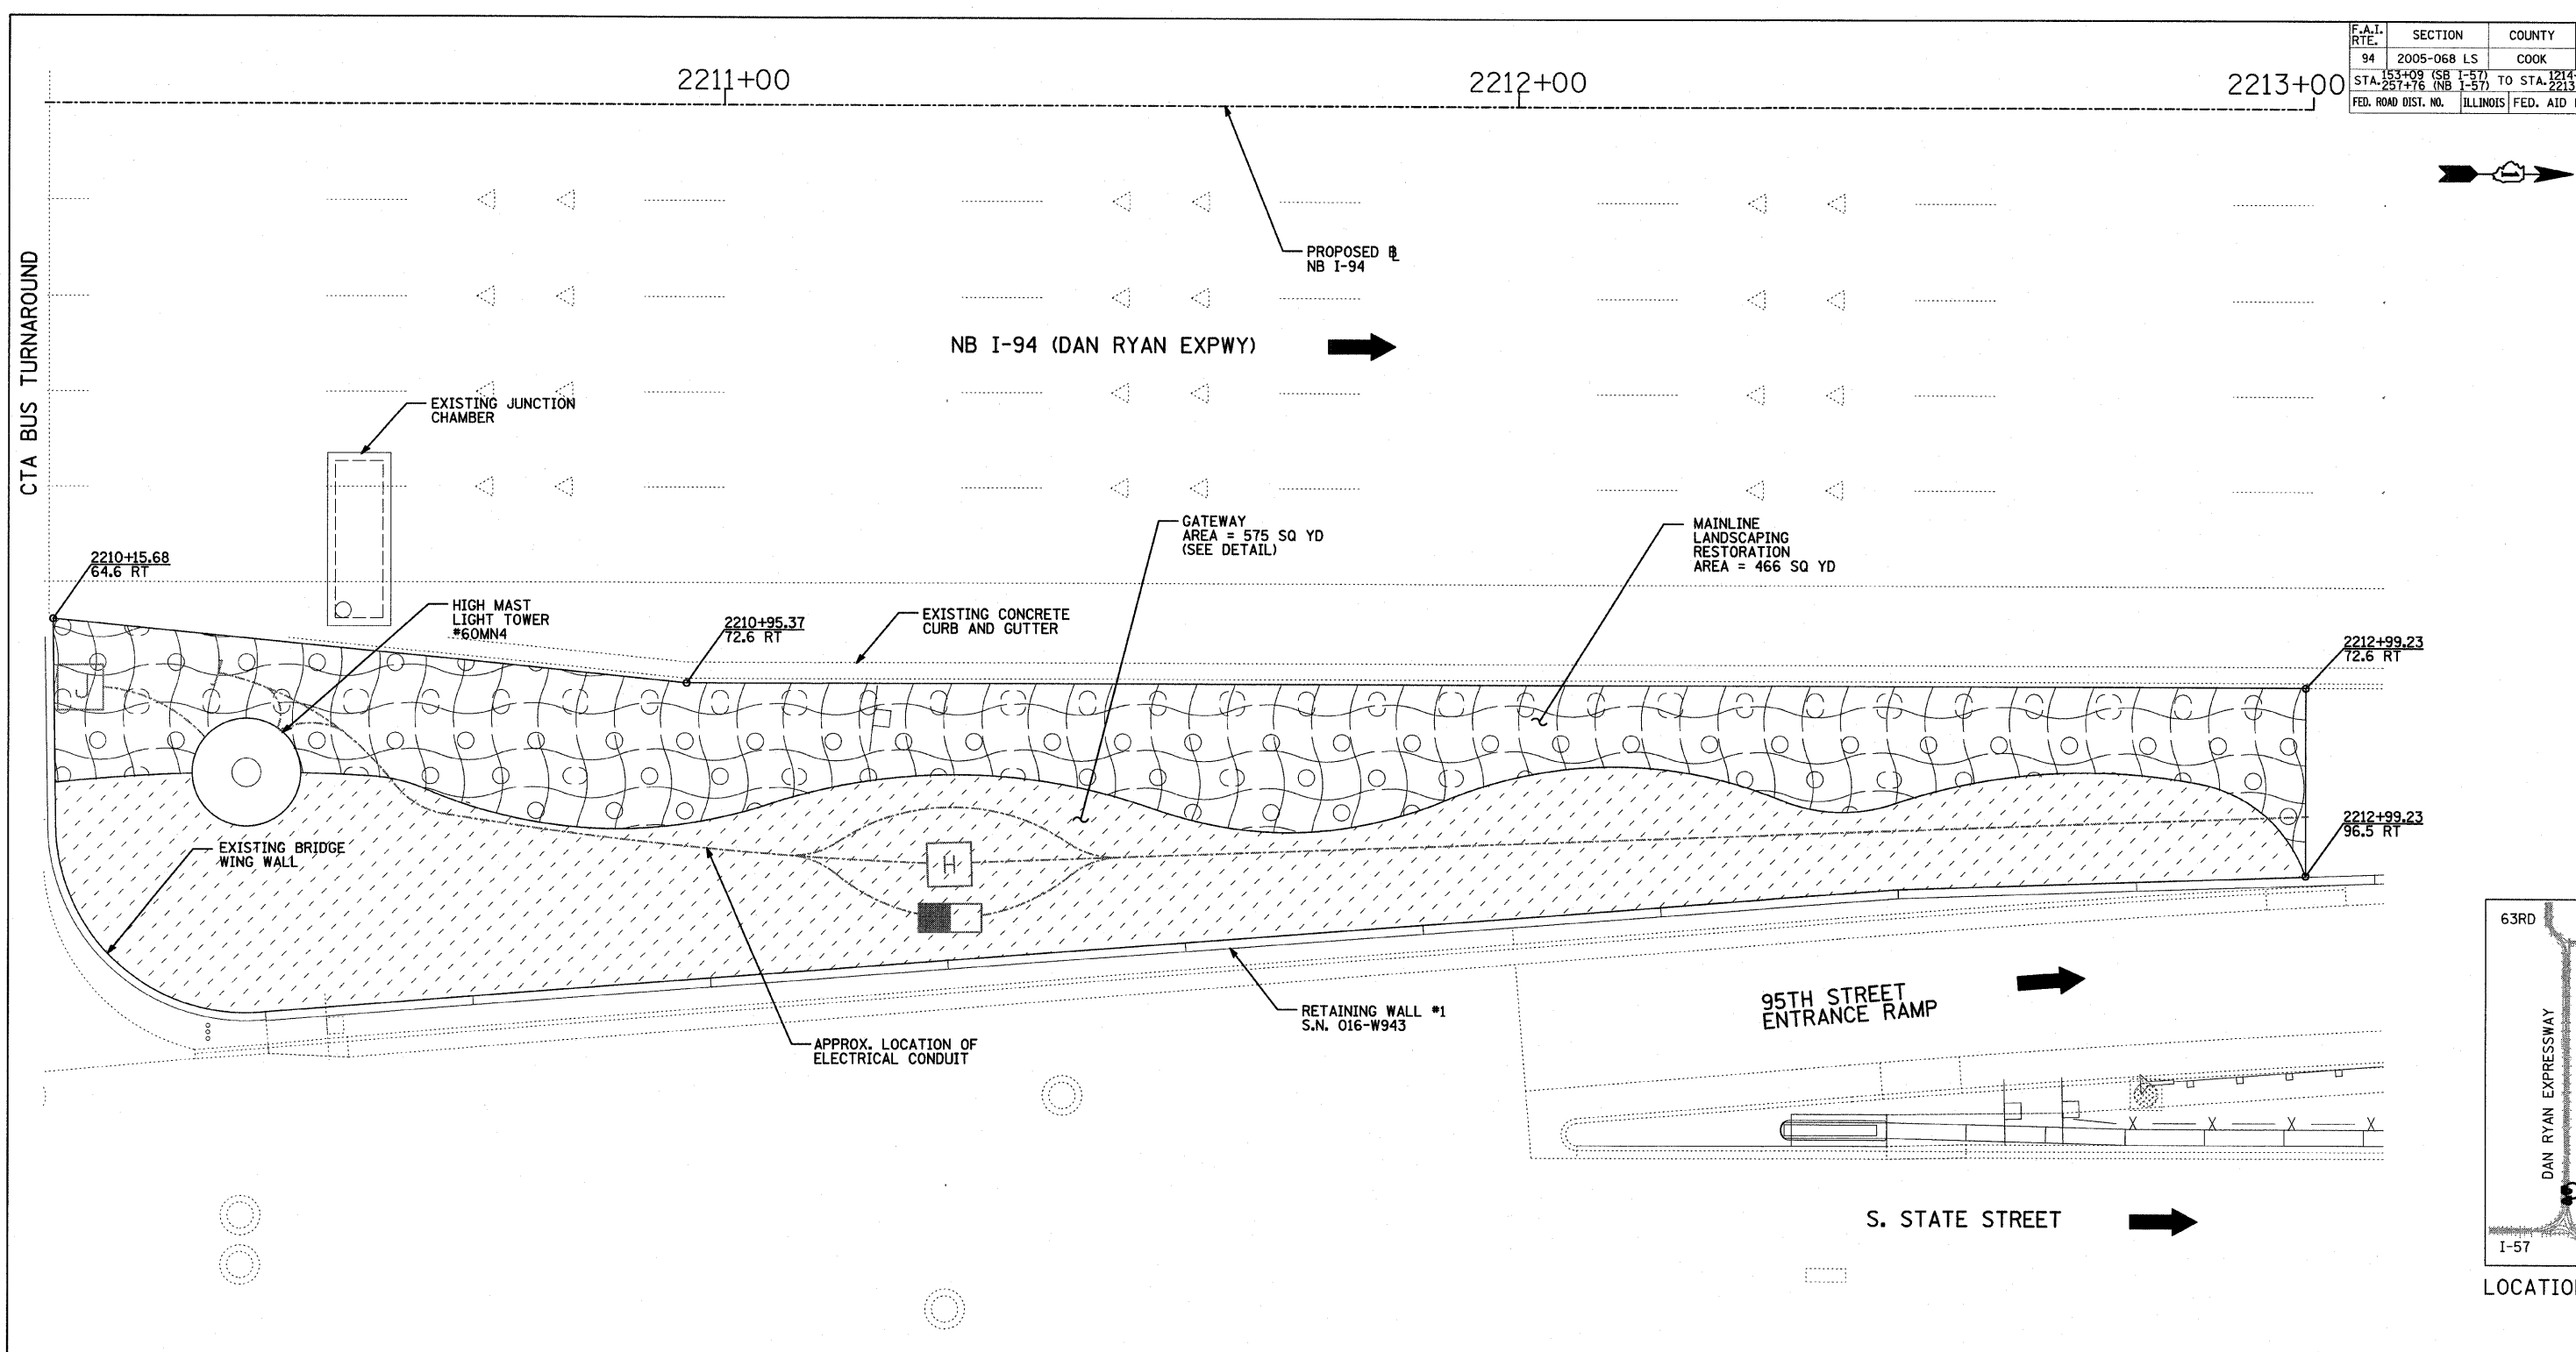 F.A.I.
RTE.
SECTION
COUNTY
94
2005-068 LS
COOK
STA. 153+09 (SB I-57) TO STA. 1214
257+76 (NB I-57) 2213
FED. ROAD DIST. NO.
ILLINOIS
FED. AID
2211+00
2212+00
2213+00
CTA BUS TURNAROUND
PROPOSED ℄
NB I-94
NB I-94 (DAN RYAN EXPWY)
EXISTING JUNCTION
CHAMBER
GATEWAY
AREA = 575 SQ YD
(SEE DETAIL)
MAINLINE
LANDSCAPING
RESTORATION
AREA = 466 SQ YD
2210+15.68
64.6 RT
HIGH MAST
LIGHT TOWER
#60MN4
2210+95.37
72.6 RT
EXISTING CONCRETE
CURB AND GUTTER
2212+99.23
72.6 RT
J
2212+99.23
96.5 RT
EXISTING BRIDGE
WING WALL
H
RETAINING WALL #1
S.N. 016-W943
95TH STREET
ENTRANCE RAMP
APPROX. LOCATION OF
ELECTRICAL CONDUIT
X X X X
S. STATE STREET
63RD
DAN RYAN EXPRESSWAY
I-57
LOCATION